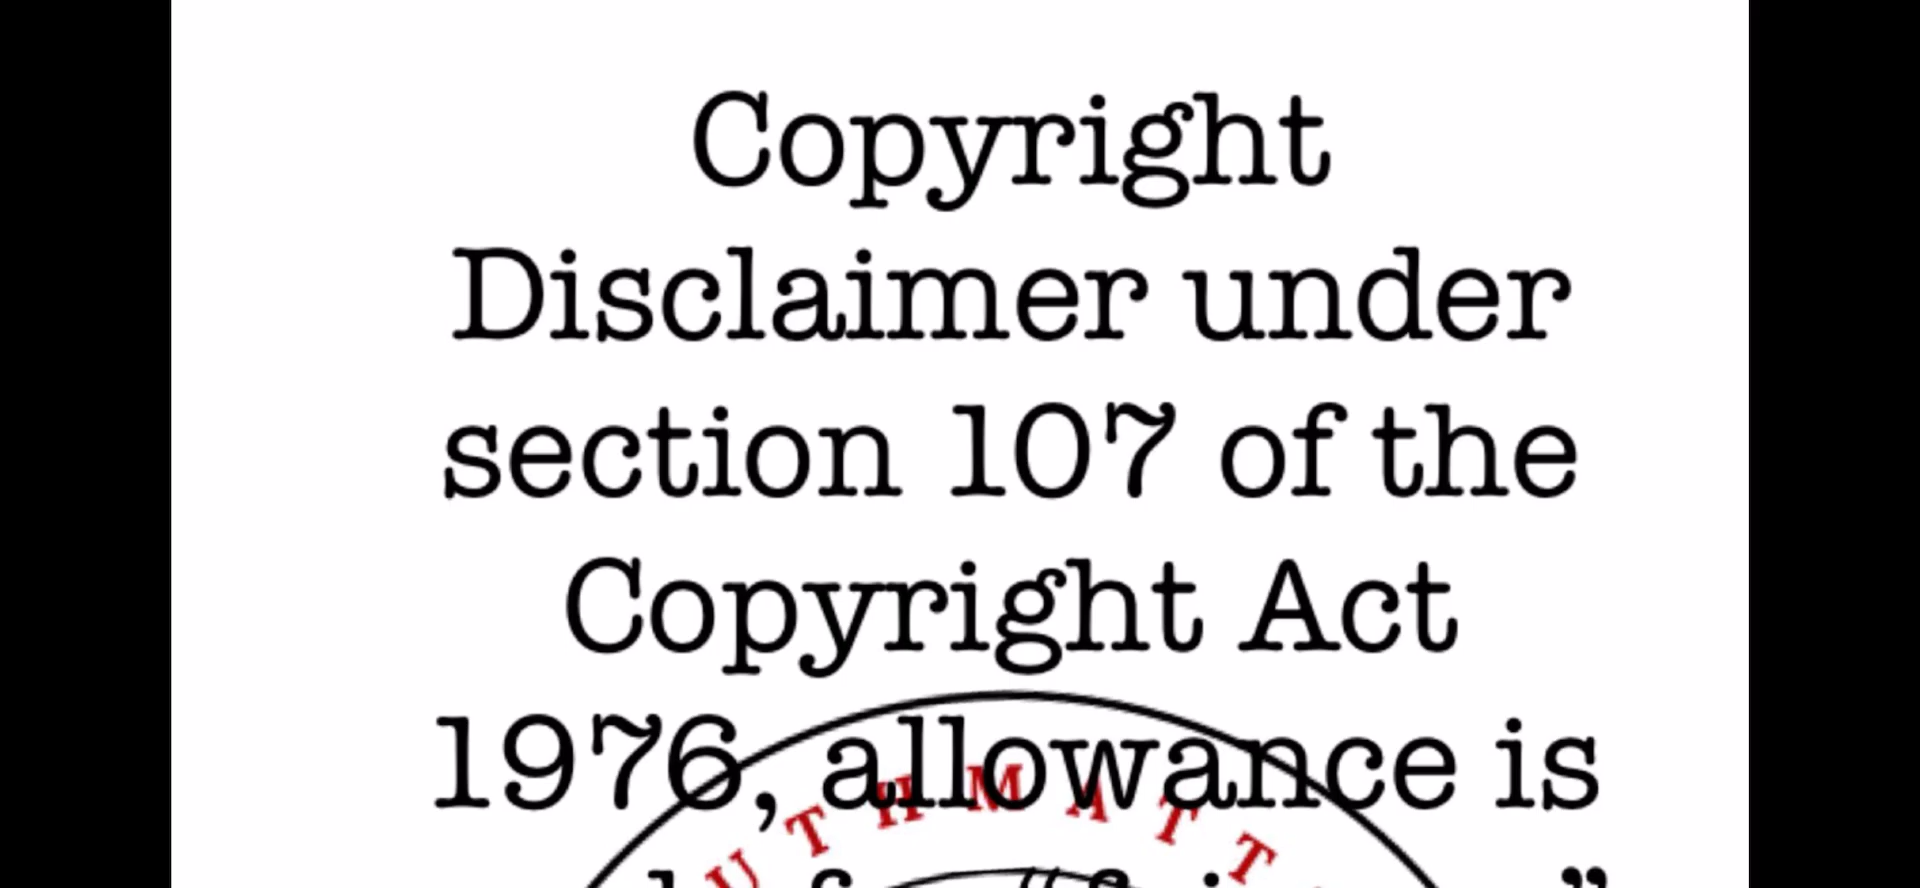 Copyright
Disclaimer under
section 107 of the
Copyright Act
1976, allowance is
U T H M A T T